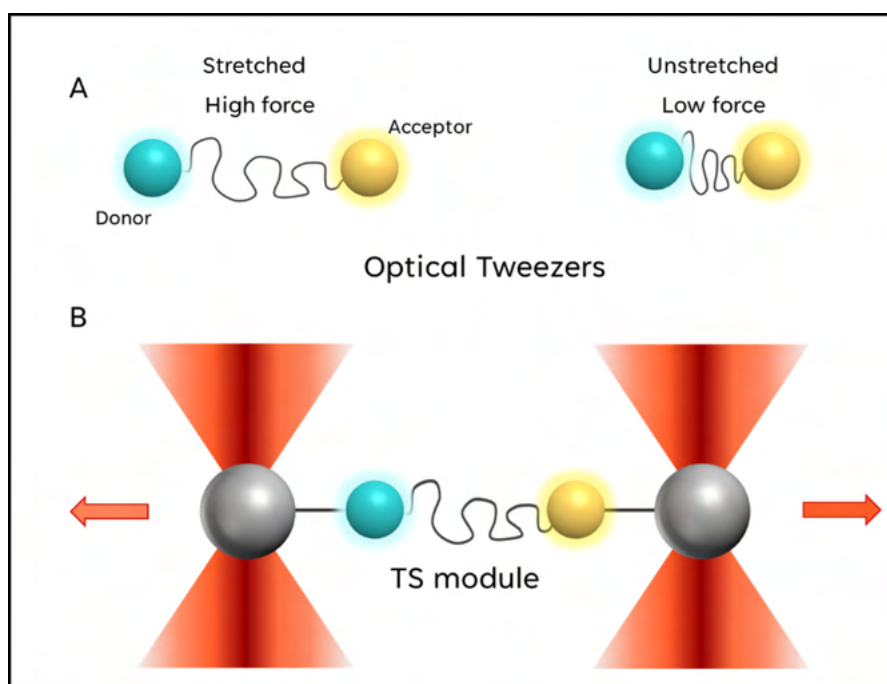 A
Stretched
High force
Acceptor
Donor
Unstretched
Low force
Optical Tweezers
B
TS module